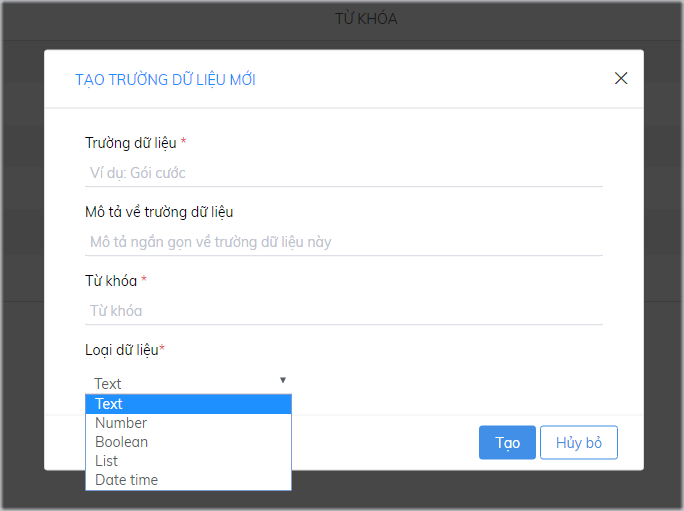 TỪ KHÓA
TẠO TRƯỜNG DỮ LIỆU MỚI
Trường dữ liệu *
Ví dụ: Gói cước
Mô tả về trường dữ liệu
Mô tả ngắn gọn về trường dữ liệu này
Từ khóa *
Từ khóa
Loại dữ liệu*
Text
Text
Number
Boolean
List
Date time
Tạo Hủy bỏ